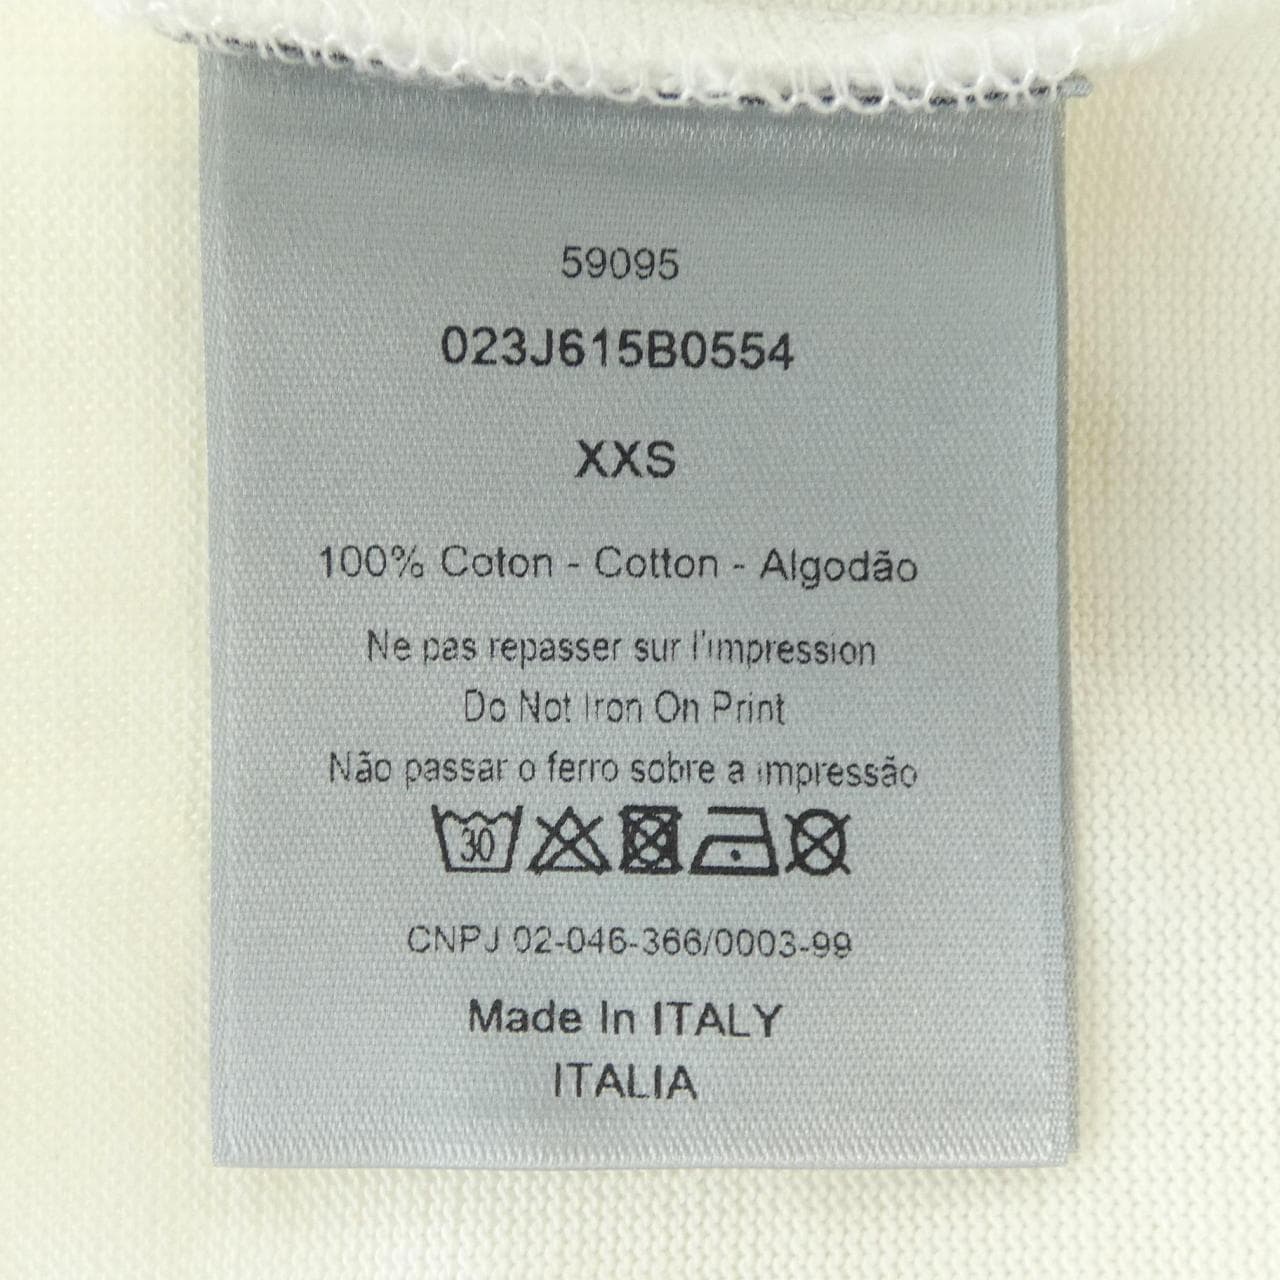 59095
023J615B0554
XXS
100% Coton - Cotton - Algodão
Ne pas repasser sur l'impression
Do Not Iron On Print
Não passar o ferro sobre a impressão
30
CNPJ 02-046-366/0003-99
Made In ITALY
ITALIA